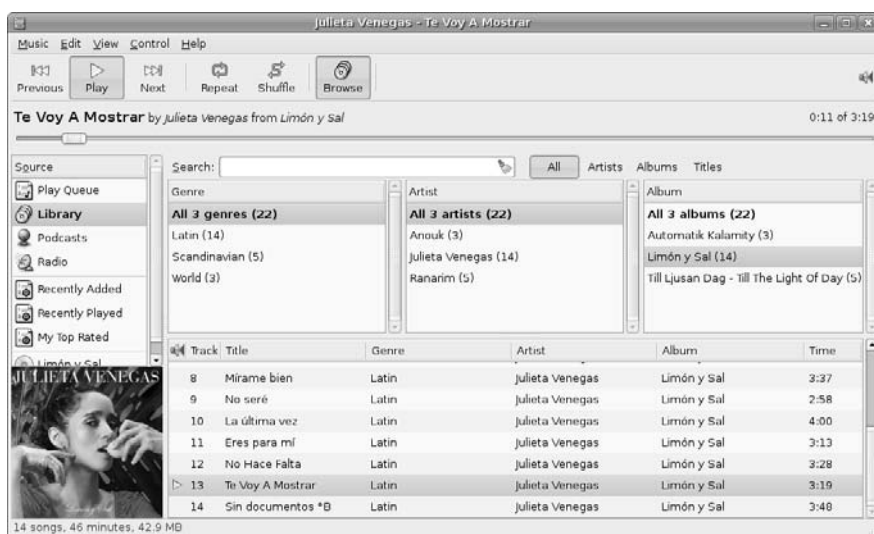 Julieta Venegas - Te Voy A Mostrar
Music Edit View Control Help
Previous Play Next Repeat Shuffle Browse
Te Voy A Mostrar by Julieta Venegas from Limón y Sal 0:11 of 3:19
Source
Play Queue
Library
Podcasts
Radio
Recently Added
Recently Played
My Top Rated
Limón y Sal
JULIETA VENEGAS
Search: All Artists Albums Titles
Genre
All 3 genres (22)
Latin (14)
Scandinavian (5)
World (3)
Artist
All 3 artists (22)
Anouk (3)
Julieta Venegas (14)
Ranarim (5)
Album
All 3 albums (22)
Automatik Kalamity (3)
Limón y Sal (14)
Till Ljusan Dag - Till The Light Of Day (5)
Track Title Genre Artist Album Time
8 Mírame bien Latin Julieta Venegas Limón y Sal 3:37
9 No seré Latin Julieta Venegas Limón y Sal 2:58
10 La última vez Latin Julieta Venegas Limón y Sal 4:00
11 Eres para mí Latin Julieta Venegas Limón y Sal 3:13
12 No Hace Falta Latin Julieta Venegas Limón y Sal 3:28
13 Te Voy A Mostrar Latin Julieta Venegas Limón y Sal 3:19
14 Sin documentos *B Latin Julieta Venegas Limón y Sal 3:48
14 songs, 46 minutes, 42.9 MB